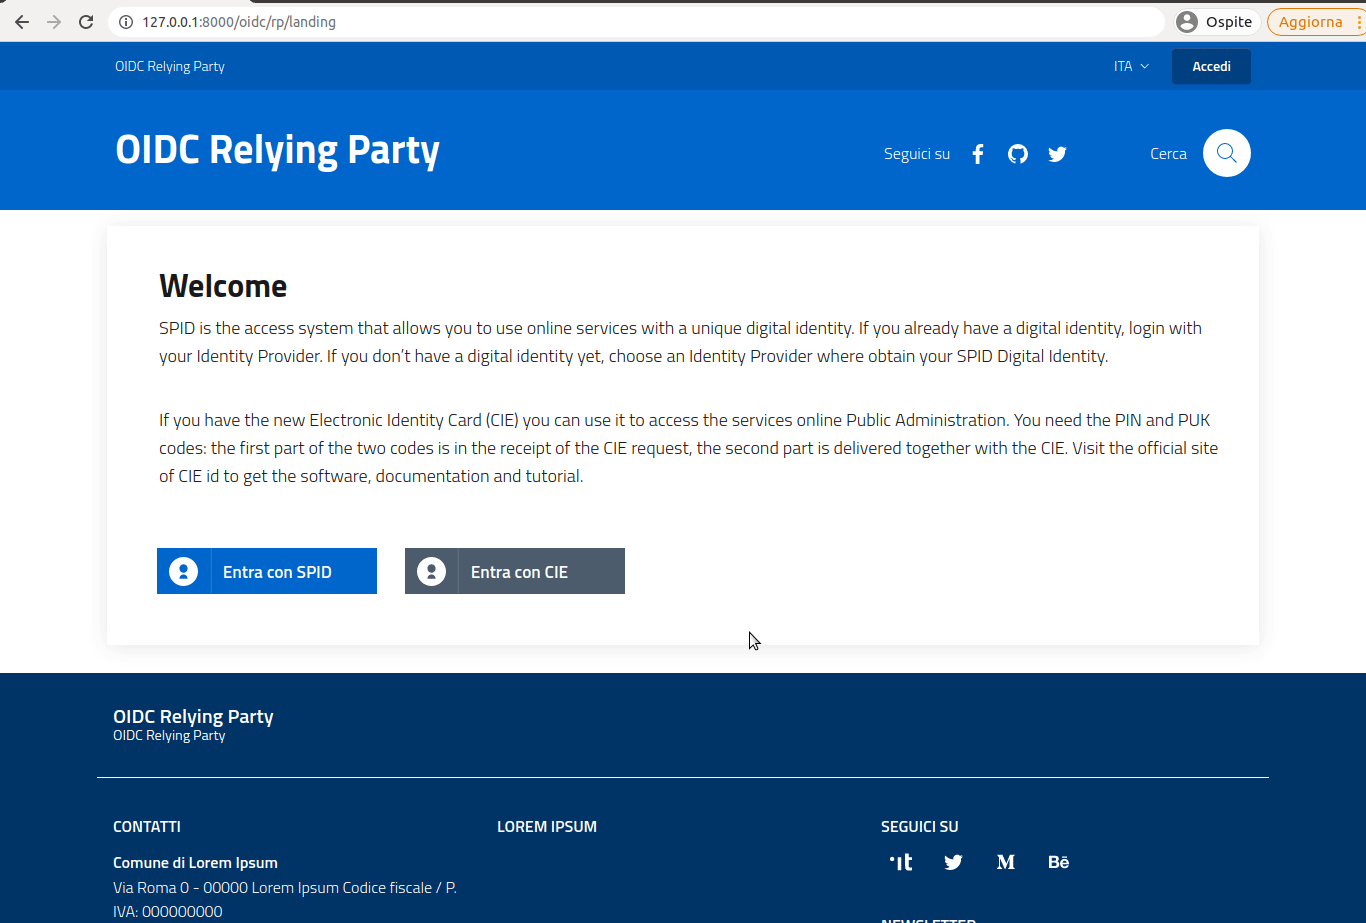 127.0.0.1:8000/oidc/rp/landing
Ospite
Aggiorna
OIDC Relying Party
ITA
Accedi
OIDC Relying Party
Seguici su
Cerca
Welcome
SPID is the access system that allows you to use online services with a unique digital identity. If you already have a digital identity, login with
your Identity Provider. If you don’t have a digital identity yet, choose an Identity Provider where obtain your SPID Digital Identity.
If you have the new Electronic Identity Card (CIE) you can use it to access the services online Public Administration. You need the PIN and PUK
codes: the first part of the two codes is in the receipt of the CIE request, the second part is delivered together with the CIE. Visit the official site
of CIE id to get the software, documentation and tutorial.
Entra con SPID
Entra con CIE
OIDC Relying Party
OIDC Relying Party
CONTATTI
Comune di Lorem Ipsum
Via Roma 0 - 00000 Lorem Ipsum Codice fiscale / P.
IVA: 000000000
LOREM IPSUM
SEGUICI SU
NEWSLETTER